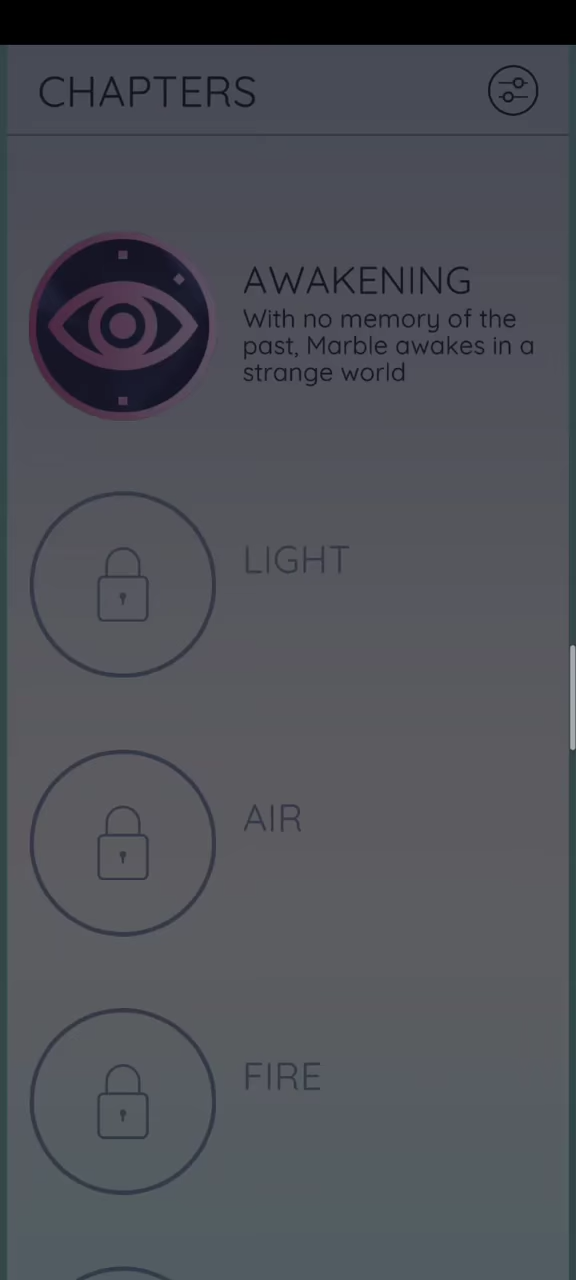 CHAPTERS
AWAKENING
With no memory of the
past, Marble awakes in a
strange world
LIGHT
AIR
FIRE